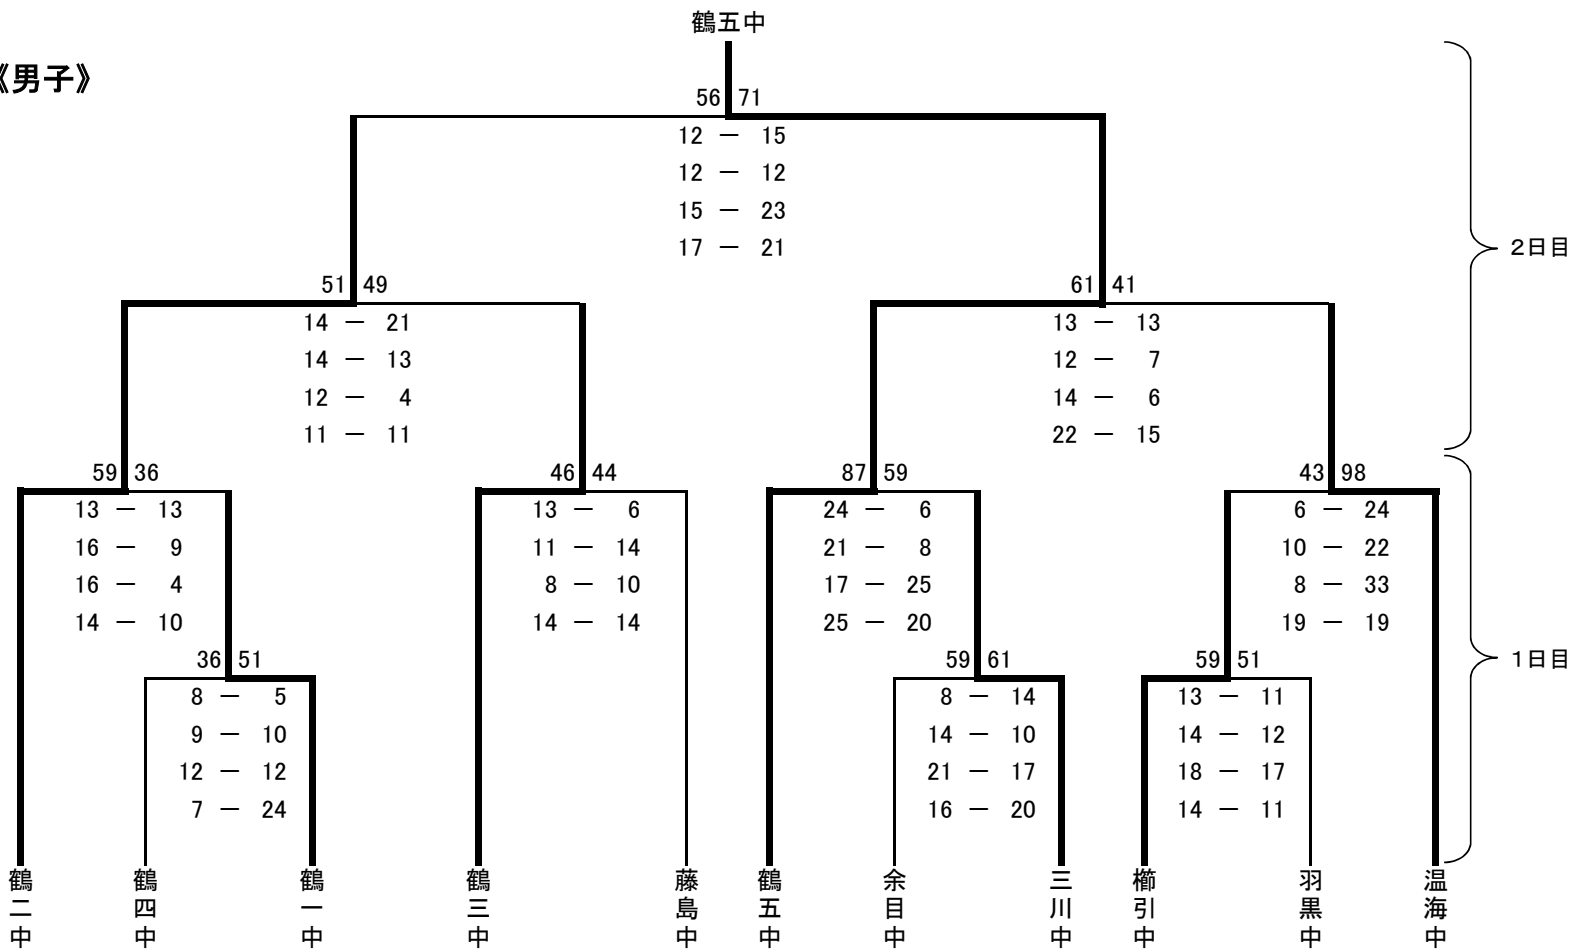 鶴五中
《男子》
56 71
12 ― 15
12 ― 12
15 ― 23
17 ― 21
2日目
51 49 61 41
14 ― 21 13 ― 13
14 ― 13 12 ― 7
12 ― 4 14 ― 6
11 ― 11 22 ― 15
59 36 46 44 87 59 43 98
13 ― 13 13 ― 6 24 ― 6 6 ― 24
16 ― 9 11 ― 14 21 ― 8 10 ― 22
16 ― 4 8 ― 10 17 ― 25 8 ― 33
14 ― 10 14 ― 14 25 ― 20 19 ― 19
36 51 59 61 59 51 1日目
8 ― 5 8 ― 14 13 ― 11
9 ― 10 14 ― 10 14 ― 12
12 ― 12 21 ― 17 18 ― 17
7 ― 24 16 ― 20 14 ― 11
鶴二中
鶴四中
鶴一中
鶴三中
藤島中
鶴五中
余目中
三川中
櫛引中
羽黒中
温海中